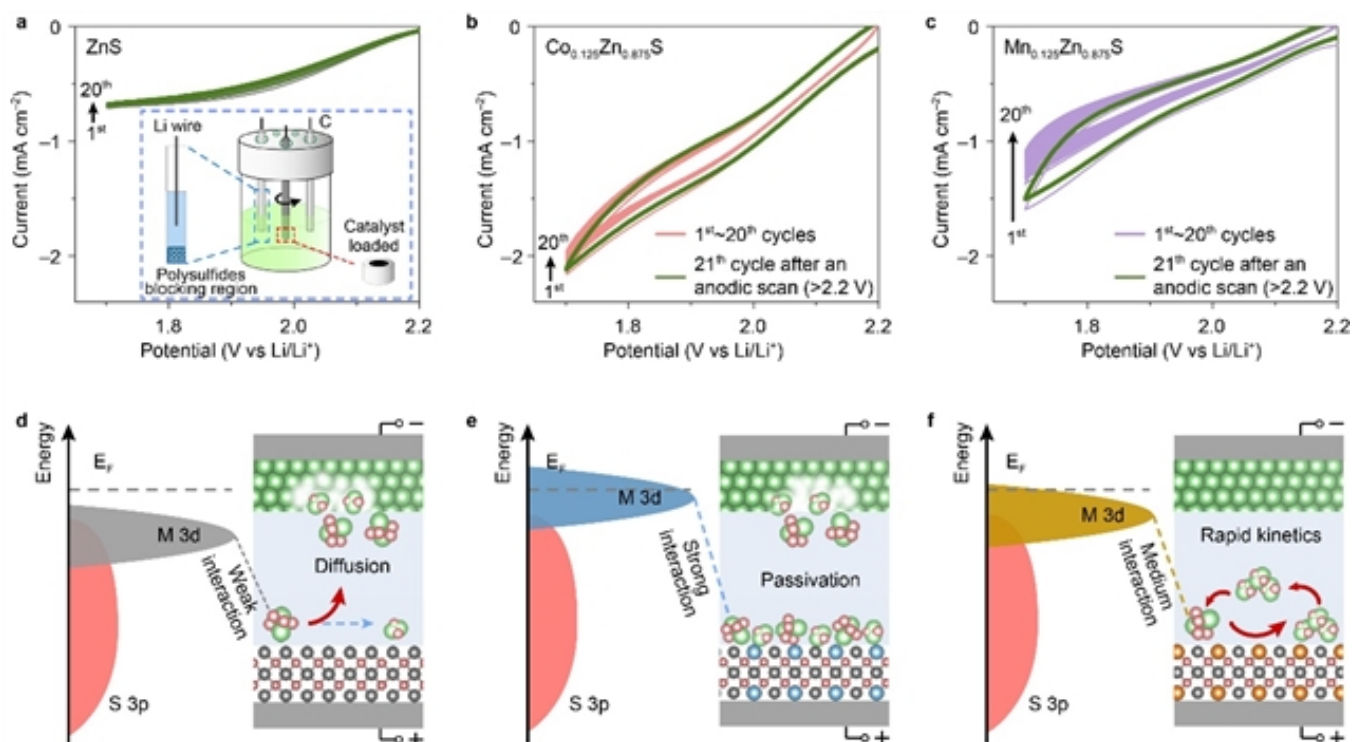 a
ZnS
0
−1
−2
Current (mA cm⁻²)
20ᵗʰ
1ˢᵗ
Li wire
C
Catalyst
loaded
Polysulfides
blocking region
1.8
2.0
2.2
Potential (V vs Li/Li⁺)
b
Co₀.₁₂₅Zn₀.₈₇₅S
0
−1
−2
Current (mA cm⁻²)
20ᵗʰ
1ˢᵗ
1ˢᵗ~20ᵗʰ cycles
21ᵗʰ cycle after an
anodic scan (>2.2 V)
1.8
2.0
2.2
Potential (V vs Li/Li⁺)
c
Mn₀.₁₂₅Zn₀.₈₇₅S
0
−1
−2
Current (mA cm⁻²)
20ᵗʰ
1ˢᵗ
1ˢᵗ~20ᵗʰ cycles
21ᵗʰ cycle after an
anodic scan (>2.2 V)
1.8
2.0
2.2
Potential (V vs Li/Li⁺)
d
Energy
E_F
M 3d
S 3p
Weak
interaction
Diffusion
−
+
e
Energy
E_F
M 3d
S 3p
Strong
interaction
Passivation
−
+
f
Energy
E_F
M 3d
S 3p
Medium
interaction
Rapid kinetics
−
+